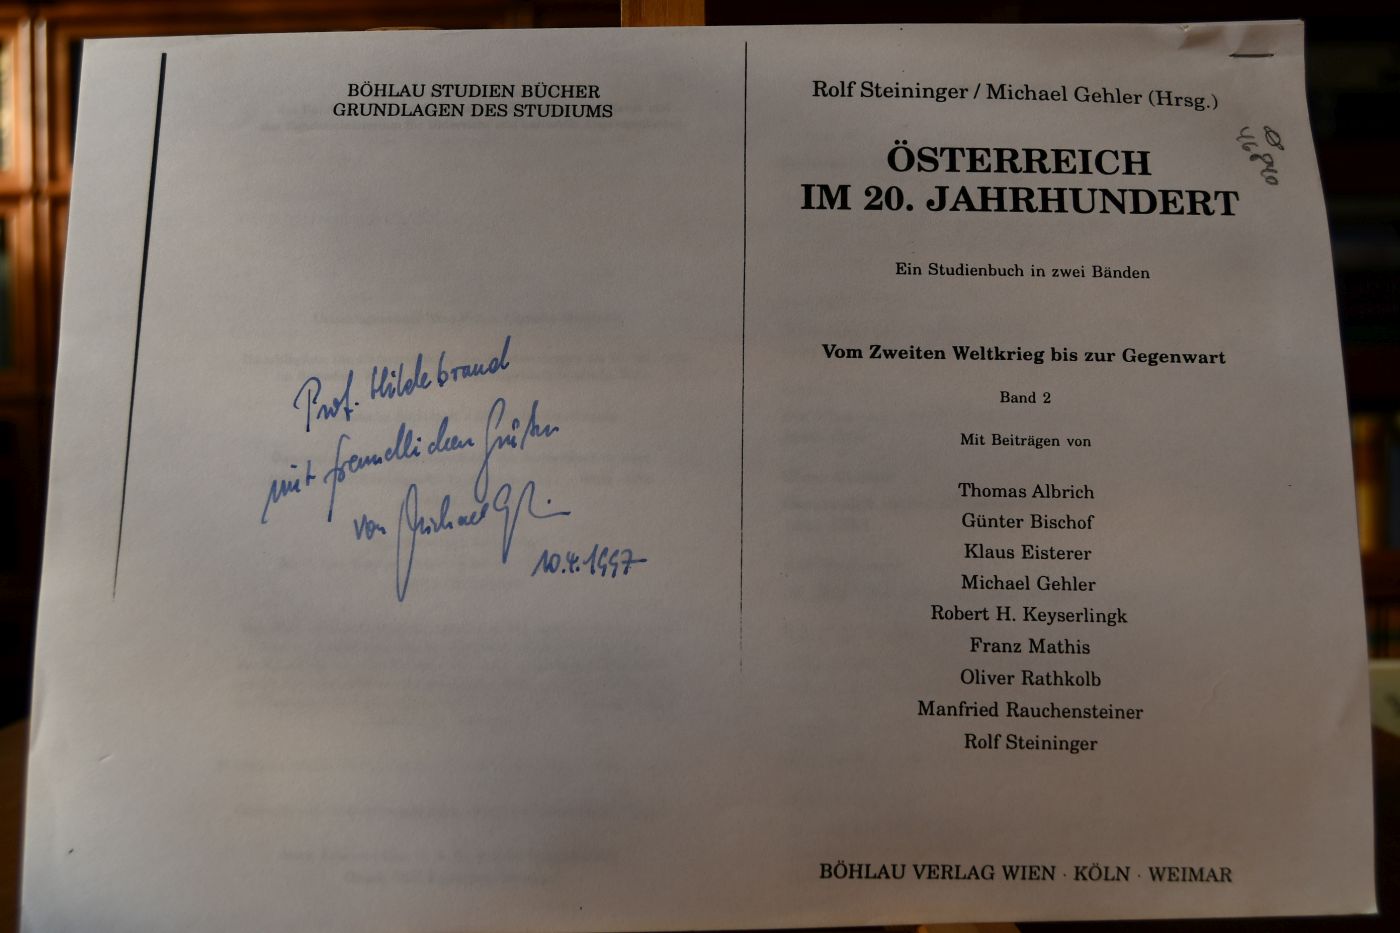 BÖHLAU STUDIEN BÜCHER
GRUNDLAGEN DES STUDIUMS
Prof. Hildebrand
mit freundlichen Grüßen
von Michael
10.4.1997
Rolf Steininger / Michael Gehler (Hrsg.)
ÖSTERREICH
IM 20. JAHRHUNDERT
Ein Studienbuch in zwei Bänden
Vom Zweiten Weltkrieg bis zur Gegenwart
Band 2
Mit Beiträgen von
Thomas Albrich
Günter Bischof
Klaus Eisterer
Michael Gehler
Robert H. Keyserlingk
Franz Mathis
Oliver Rathkolb
Manfried Rauchensteiner
Rolf Steininger
BÖHLAU VERLAG WIEN · KÖLN · WEIMAR